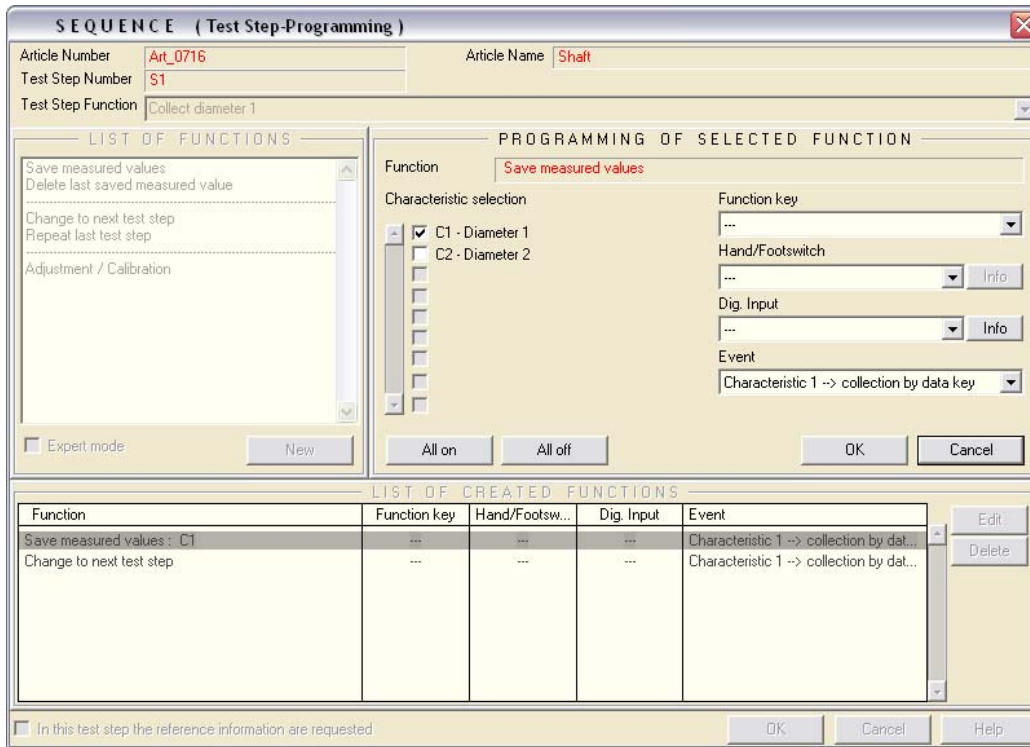 SEQUENCE (Test Step-Programming)
Article Number Art_0716 Article Name Shaft
Test Step Number S1
Test Step Function Collect diameter 1
LIST OF FUNCTIONS
Save measured values
Delete last saved measured value
Change to next test step
Repeat last test step
Adjustment / Calibration
Expert mode New
PROGRAMMING OF SELECTED FUNCTION
Function Save measured values
Characteristic selection
C1 - Diameter 1
C2 - Diameter 2
All on All off
Function key
---
Hand/Footswitch
--- Info
Dig. Input
--- Info
Event
Characteristic 1 --> collection by data key
OK Cancel
LIST OF CREATED FUNCTIONS
Function Function key Hand/Footsw... Dig. Input Event
Save measured values : C1 --- --- --- Characteristic 1 --> collection by dat...
Change to next test step --- --- --- Characteristic 1 --> collection by dat...
Edit
Delete
In this test step the reference information are requested OK Cancel Help